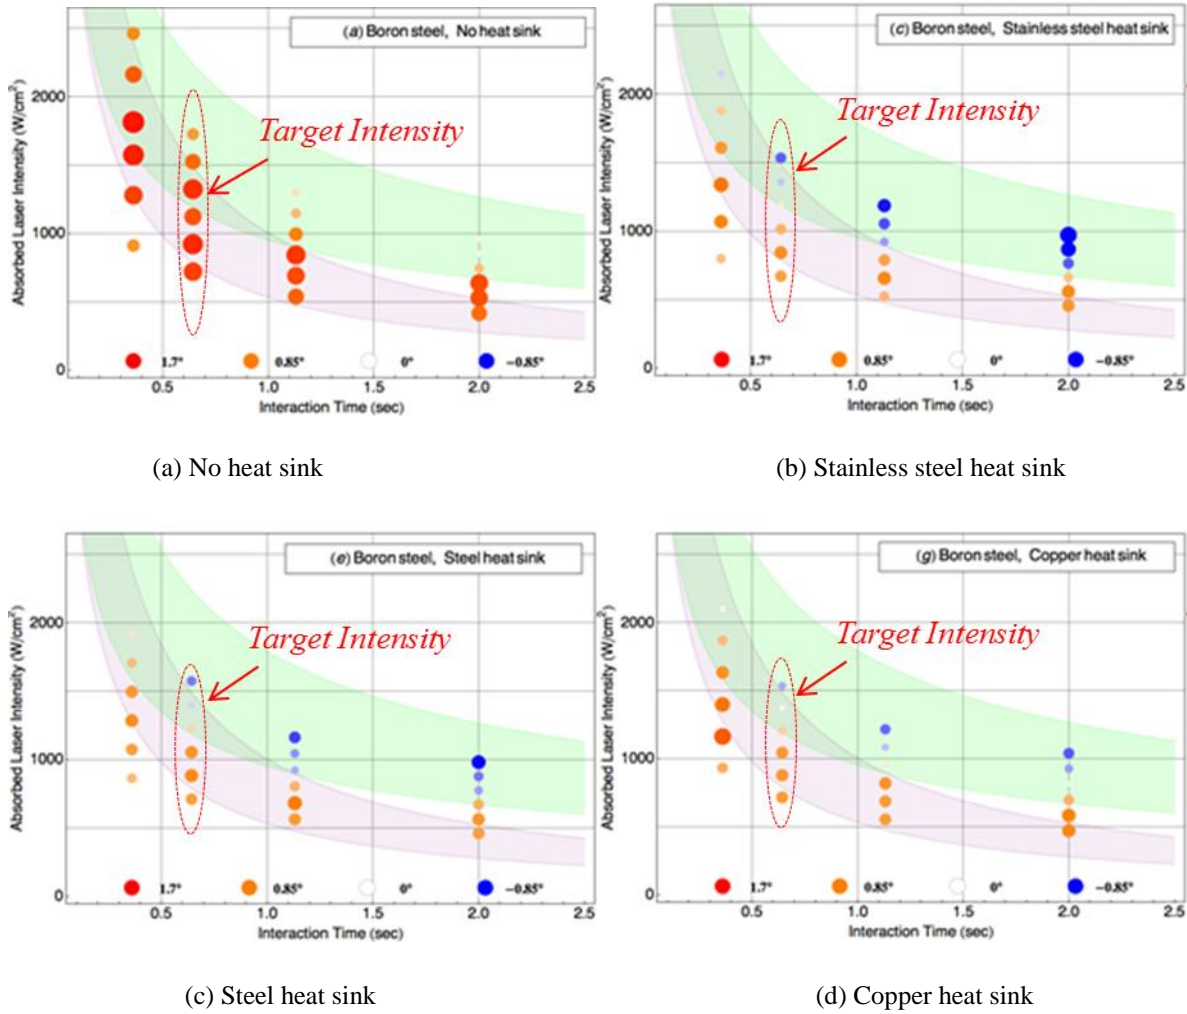 (a) Boron steel, No heat sink
Absorbed Laser Intensity (W/cm²)
2000
1000
0
Target Intensity
1.7° 0.85° 0° −0.85°
0.5 1.0 1.5 2.0 2.5
Interaction Time (sec)
(a) No heat sink
(c) Boron steel, Stainless steel heat sink
Absorbed Laser Intensity (W/cm²)
2000
1000
0
Target Intensity
1.7° 0.85° 0° −0.85°
0.5 1.0 1.5 2.0 2.5
Interaction Time (sec)
(b) Stainless steel heat sink
(e) Boron steel, Steel heat sink
Absorbed Laser Intensity (W/cm²)
2000
1000
0
Target Intensity
1.7° 0.85° 0° −0.85°
0.5 1.0 1.5 2.0 2.5
Interaction Time (sec)
(c) Steel heat sink
(g) Boron steel, Copper heat sink
Absorbed Laser Intensity (W/cm²)
2000
1000
0
Target Intensity
1.7° 0.85° 0° −0.85°
0.5 1.0 1.5 2.0 2.5
Interaction Time (sec)
(d) Copper heat sink